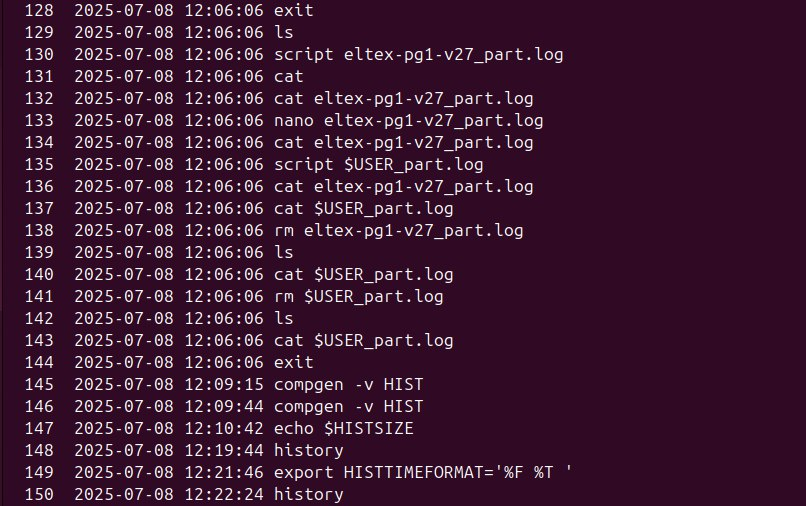 128  2025-07-08 12:06:06 exit
129  2025-07-08 12:06:06 ls
130  2025-07-08 12:06:06 script eltex-pg1-v27_part.log
131  2025-07-08 12:06:06 cat
132  2025-07-08 12:06:06 cat eltex-pg1-v27_part.log
133  2025-07-08 12:06:06 nano eltex-pg1-v27_part.log
134  2025-07-08 12:06:06 cat eltex-pg1-v27_part.log
135  2025-07-08 12:06:06 script $USER_part.log
136  2025-07-08 12:06:06 cat eltex-pg1-v27_part.log
137  2025-07-08 12:06:06 cat $USER_part.log
138  2025-07-08 12:06:06 rm eltex-pg1-v27_part.log
139  2025-07-08 12:06:06 ls
140  2025-07-08 12:06:06 cat $USER_part.log
141  2025-07-08 12:06:06 rm $USER_part.log
142  2025-07-08 12:06:06 ls
143  2025-07-08 12:06:06 cat $USER_part.log
144  2025-07-08 12:06:06 exit
145  2025-07-08 12:09:15 compgen -v HIST
146  2025-07-08 12:09:44 compgen -v HIST
147  2025-07-08 12:10:42 echo $HISTSIZE
148  2025-07-08 12:19:44 history
149  2025-07-08 12:21:46 export HISTTIMEFORMAT='%F %T '
150  2025-07-08 12:22:24 history